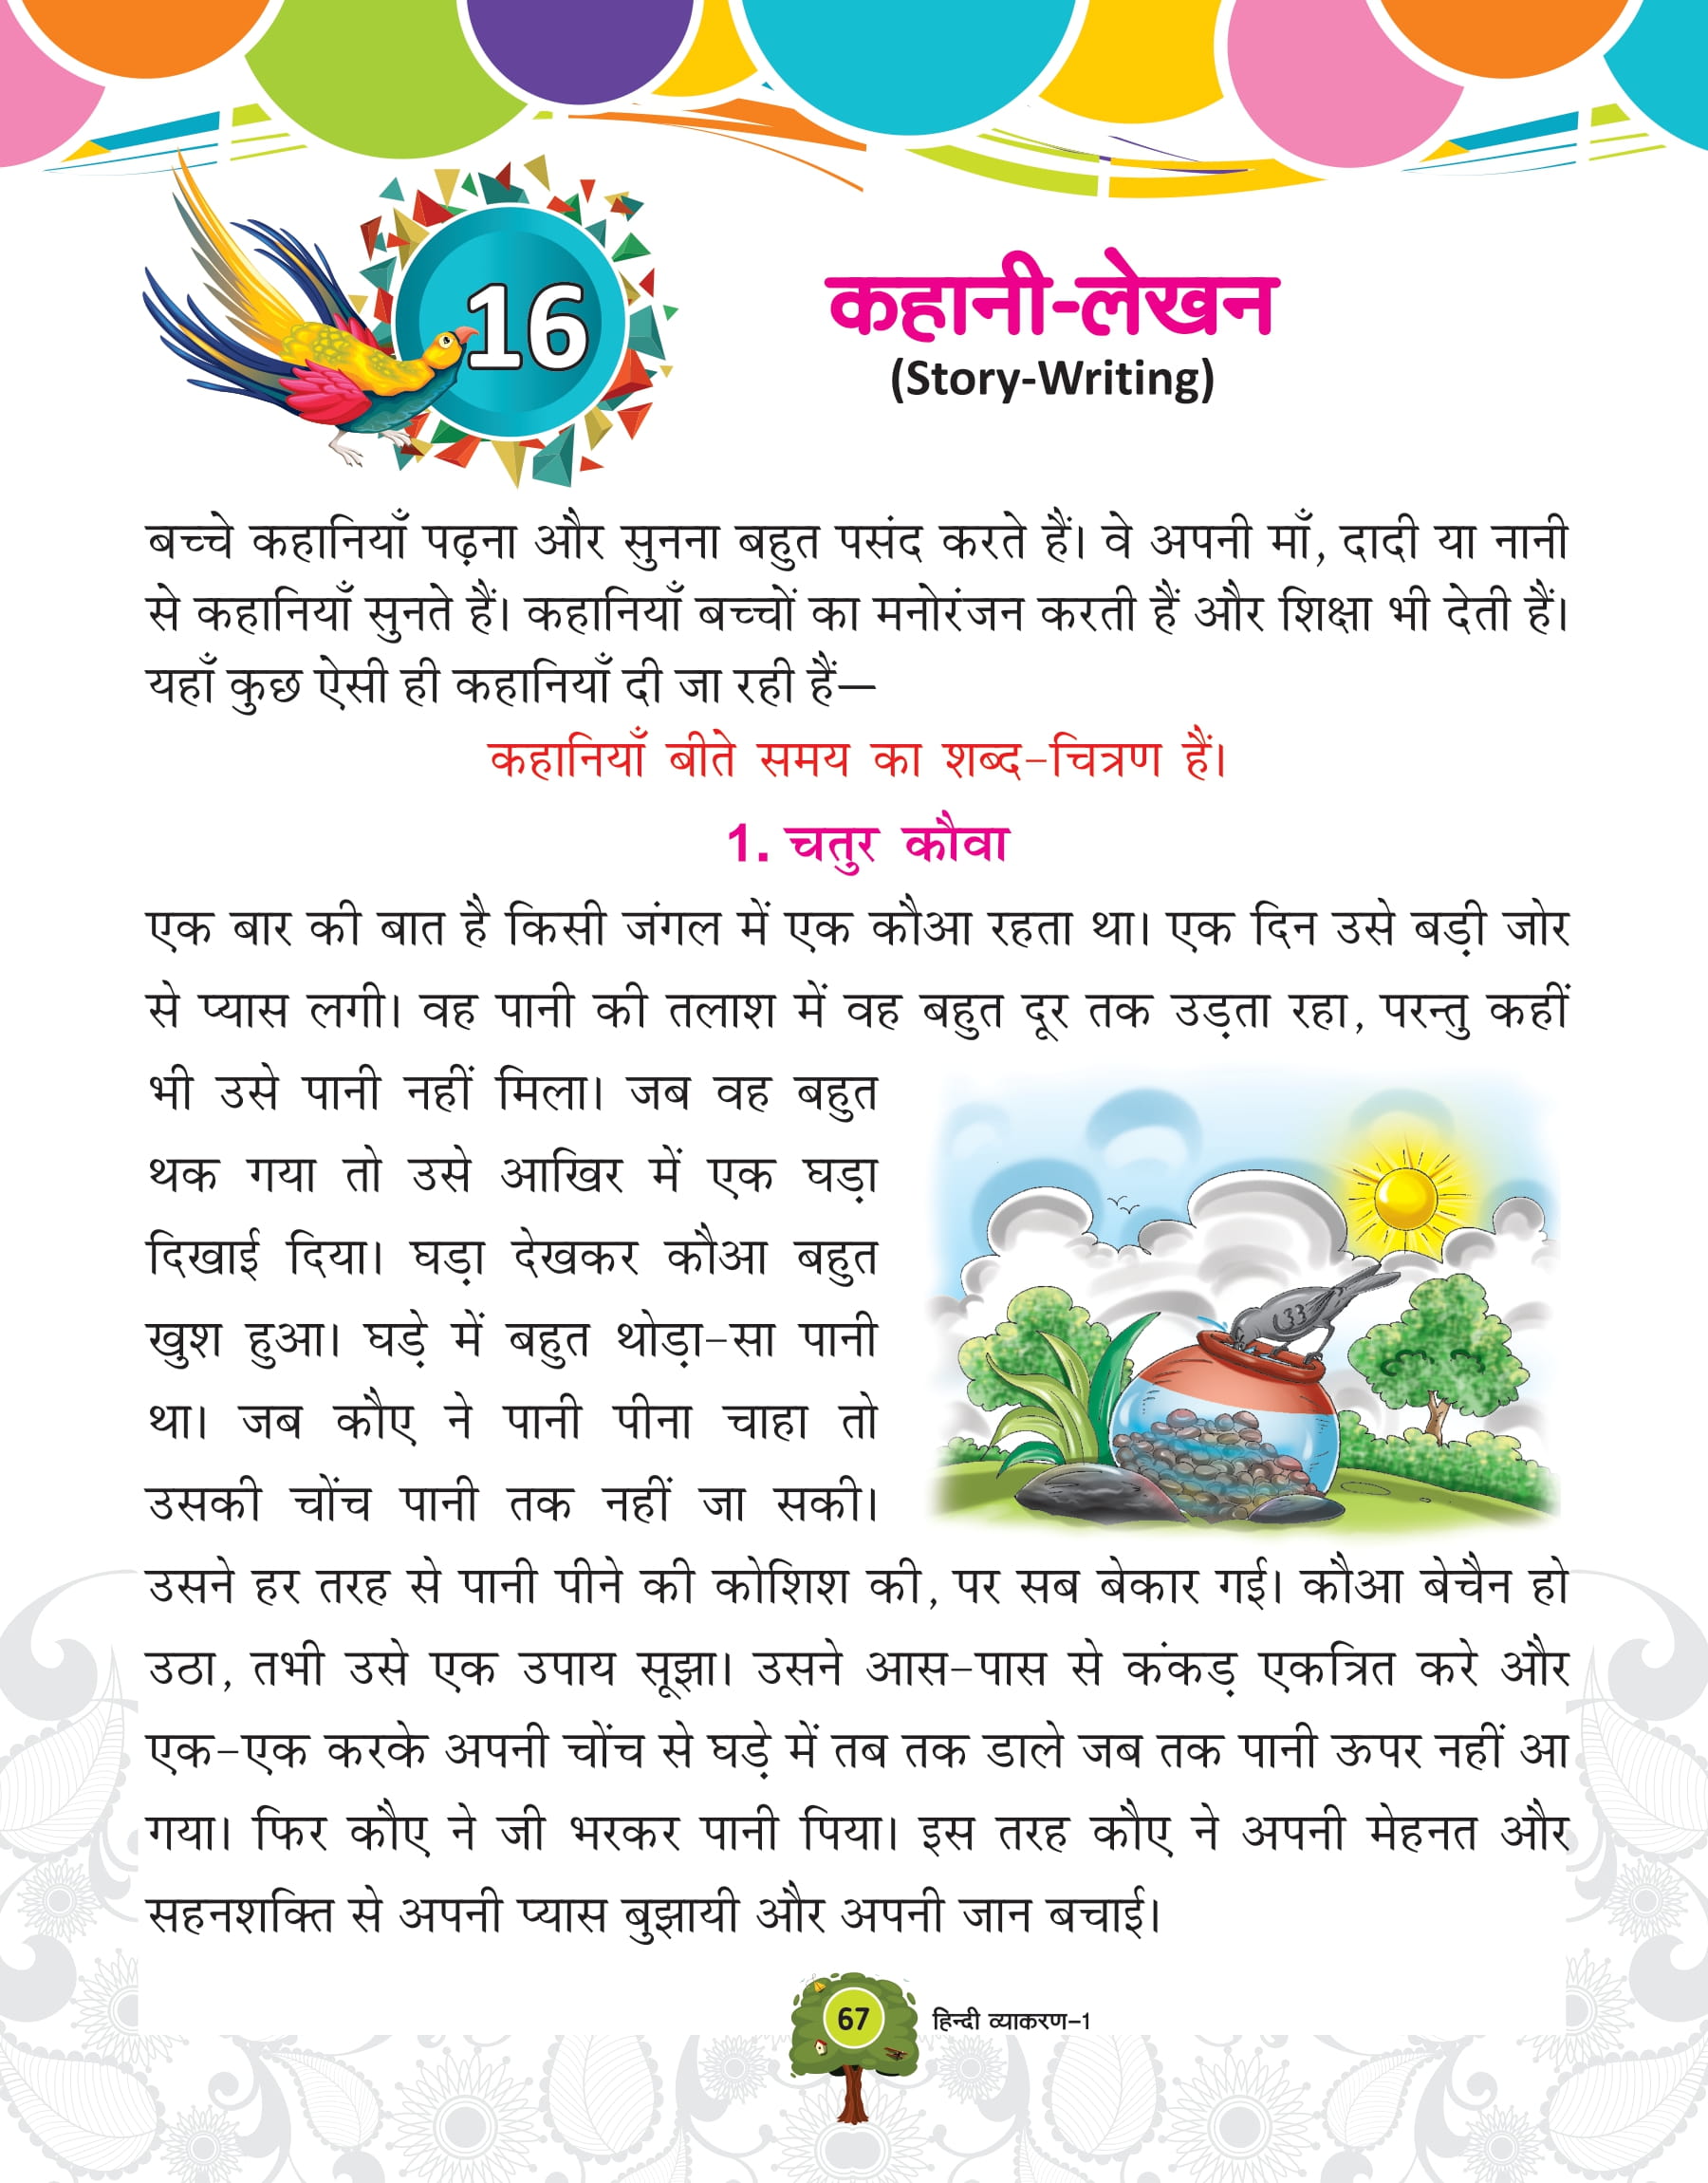 16
कहानी-लेखन
(Story-Writing)
बच्चे कहानियाँ पढ़ना और सुनना बहुत पसंद करते हैं। वे अपनी माँ, दादी या नानी
से कहानियाँ सुनते हैं। कहानियाँ बच्चों का मनोरंजन करती हैं और शिक्षा भी देती हैं।
यहाँ कुछ ऐसी ही कहानियाँ दी जा रही हैं—
कहानियाँ बीते समय का शब्द-चित्रण हैं।
1. चतुर कौवा
एक बार की बात है किसी जंगल में एक कौआ रहता था। एक दिन उसे बड़ी जोर
से प्यास लगी। वह पानी की तलाश में वह बहुत दूर तक उड़ता रहा, परन्तु कहीं
भी उसे पानी नहीं मिला। जब वह बहुत
थक गया तो उसे आखिर में एक घड़ा
दिखाई दिया। घड़ा देखकर कौआ बहुत
खुश हुआ। घड़े में बहुत थोड़ा-सा पानी
था। जब कौए ने पानी पीना चाहा तो
उसकी चोंच पानी तक नहीं जा सकी।
उसने हर तरह से पानी पीने की कोशिश की, पर सब बेकार गई। कौआ बेचैन हो
उठा, तभी उसे एक उपाय सूझा। उसने आस-पास से कंकड़ एकत्रित करे और
एक-एक करके अपनी चोंच से घड़े में तब तक डाले जब तक पानी ऊपर नहीं आ
गया। फिर कौए ने जी भरकर पानी पिया। इस तरह कौए ने अपनी मेहनत और
सहनशक्ति से अपनी प्यास बुझायी और अपनी जान बचाई।
67
हिन्दी व्याकरण-1